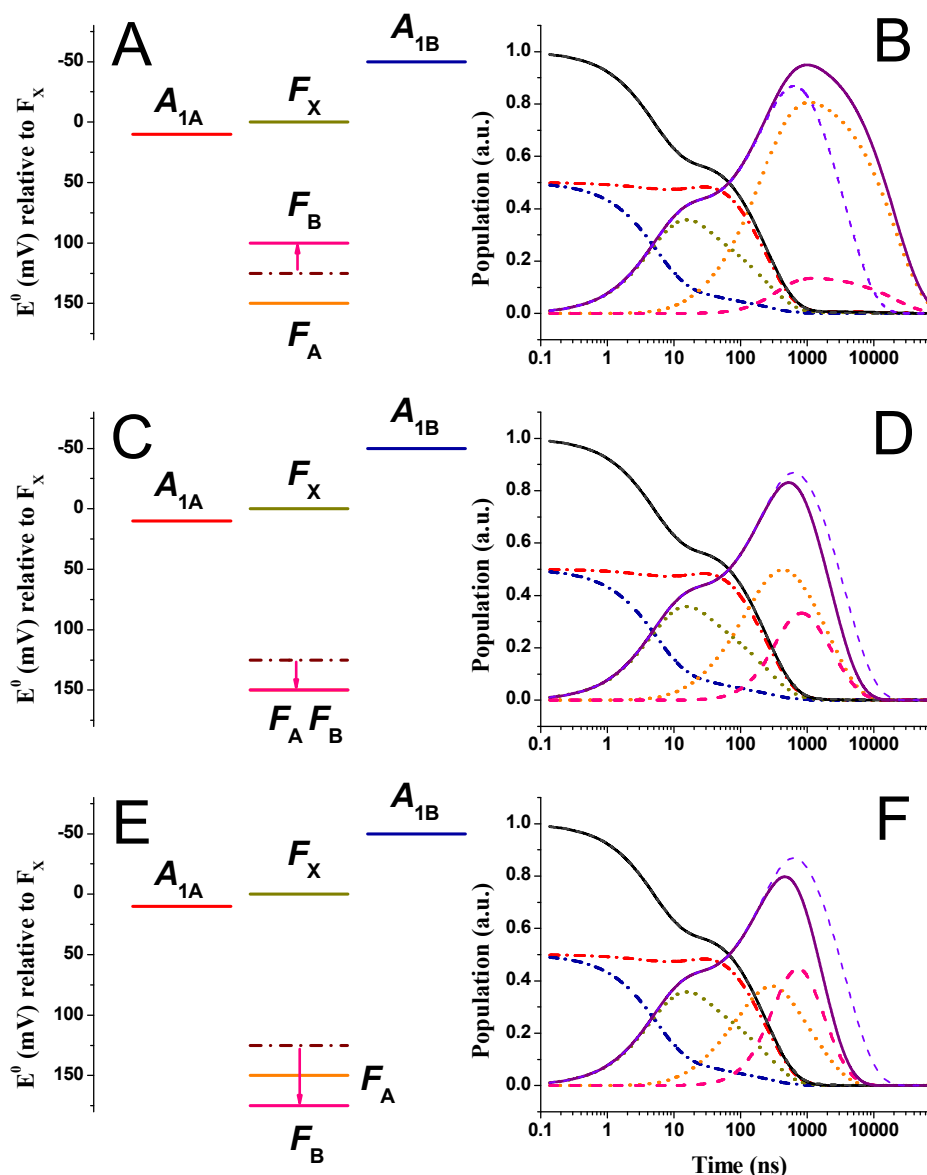 A
A1A
FX
A1B
FB
FA
-50
0
50
100
150
E⁰ (mV) relative to FX
B
1.0
0.8
0.6
0.4
0.2
0.0
Population (a.u.)
0.1 1 10 100 1000 10000
C
A1A
FX
A1B
FA FB
-50
0
50
100
150
E⁰ (mV) relative to FX
D
1.0
0.8
0.6
0.4
0.2
0.0
Population (a.u.)
0.1 1 10 100 1000 10000
E
A1A
FX
A1B
FA
FB
-50
0
50
100
150
E⁰ (mV) relative to FX
F
1.0
0.8
0.6
0.4
0.2
0.0
Population (a.u.)
0.1 1 10 100 1000 10000
Time (ns)